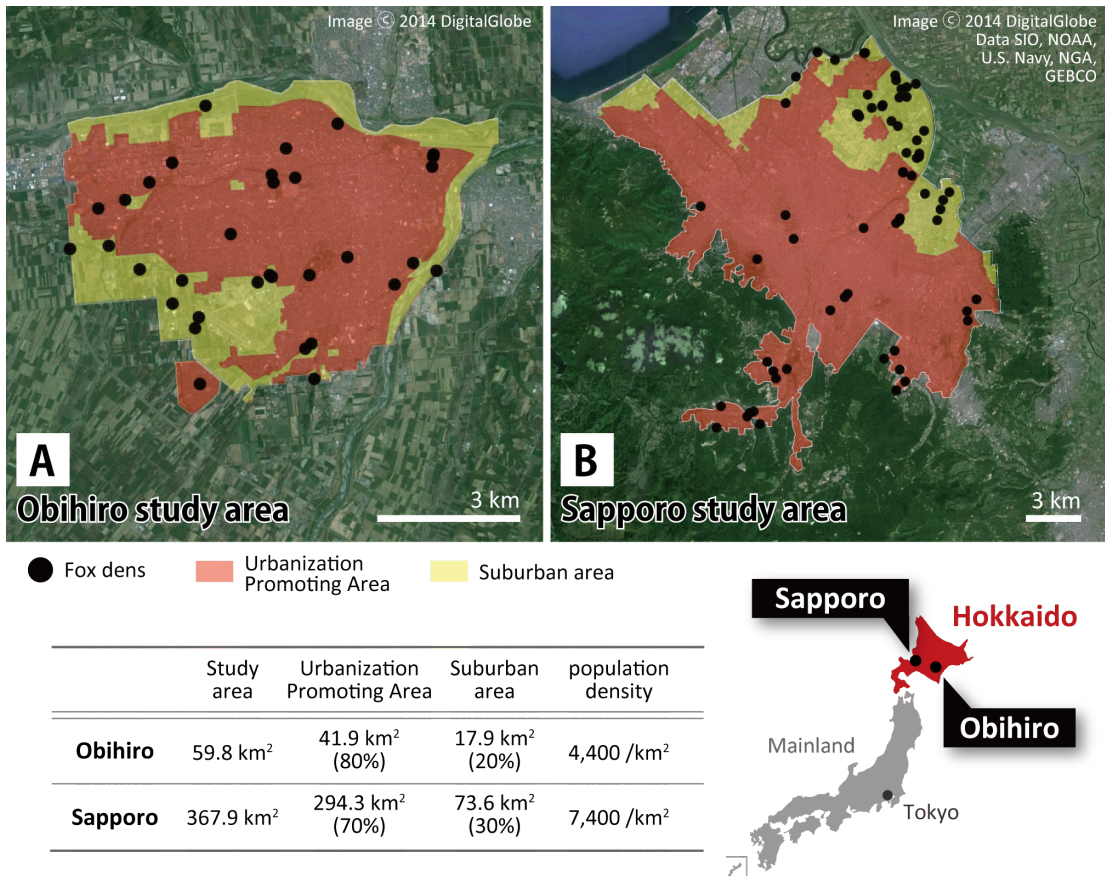 Image © 2014 DigitalGlobe
A
Obihiro study area
3 km
Image © 2014 DigitalGlobe
Data SIO, NOAA,
U.S. Navy, NGA,
GEBCO
B
Sapporo study area
3 km
Fox dens
Urbanization
Promoting Area
Suburban area
Study
area
Urbanization
Promoting Area
Suburban
area
population
density
Obihiro
59.8 km²
41.9 km²
(80%)
17.9 km²
(20%)
4,400 /km²
Sapporo
367.9 km²
294.3 km²
(70%)
73.6 km²
(30%)
7,400 /km²
Sapporo
Hokkaido
Obihiro
Mainland
Tokyo